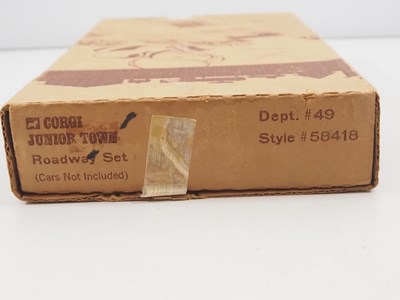 CORGI
JUNIOR TOWN
Roadway Set
(Cars Not Included)
Dept. #49
Style #58418